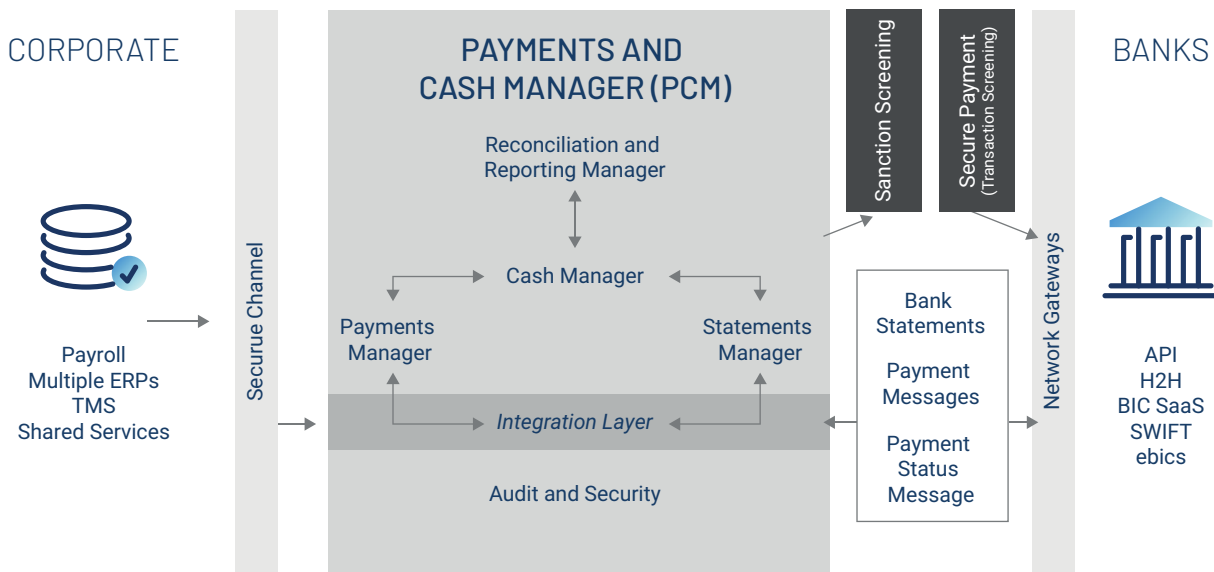 CORPORATE
Payroll
Multiple ERPs
TMS
Shared Services
Securue Channel
PAYMENTS AND
CASH MANAGER (PCM)
Reconciliation and
Reporting Manager
Cash Manager
Payments
Manager
Statements
Manager
Integration Layer
Audit and Security
Sanction Screening
Secure Payment
(Transaction Screening)
Bank
Statements
Payment
Messages
Payment
Status
Message
Network Gateways
BANKS
API
H2H
BIC SaaS
SWIFT
ebics